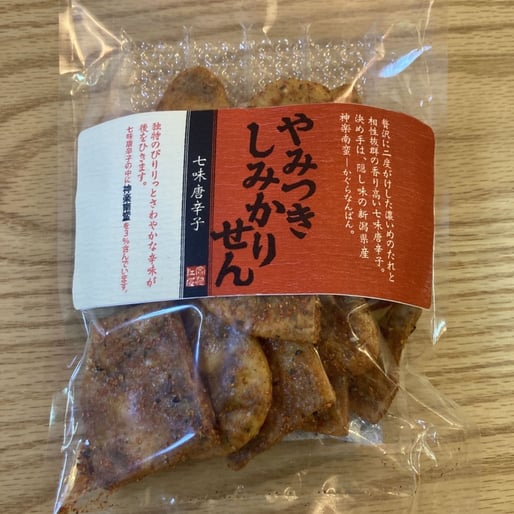 贅沢に二度がけした濃いめのたれと
相性抜群の香り高い七味唐辛子。
決め手は、隠し味の新潟県産
神楽南蛮ーかぐらなんばん。
やみつき
しみかり
せん
七味唐辛子
独特のぴりりっとさわやかな辛味が
後をひきます。
七味唐辛子の中に神楽南蛮を3%含んでいます。